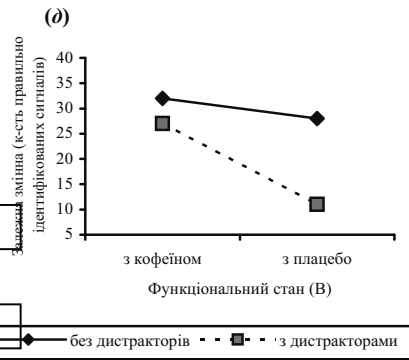 (д)
Залежна змінна (к-сть правильно
ідентифікованих сигналів)
40
35
30
25
20
15
10
5
з кофеїном з плацебо
Функціональний стан (В)
без дистракторів з дистракторами